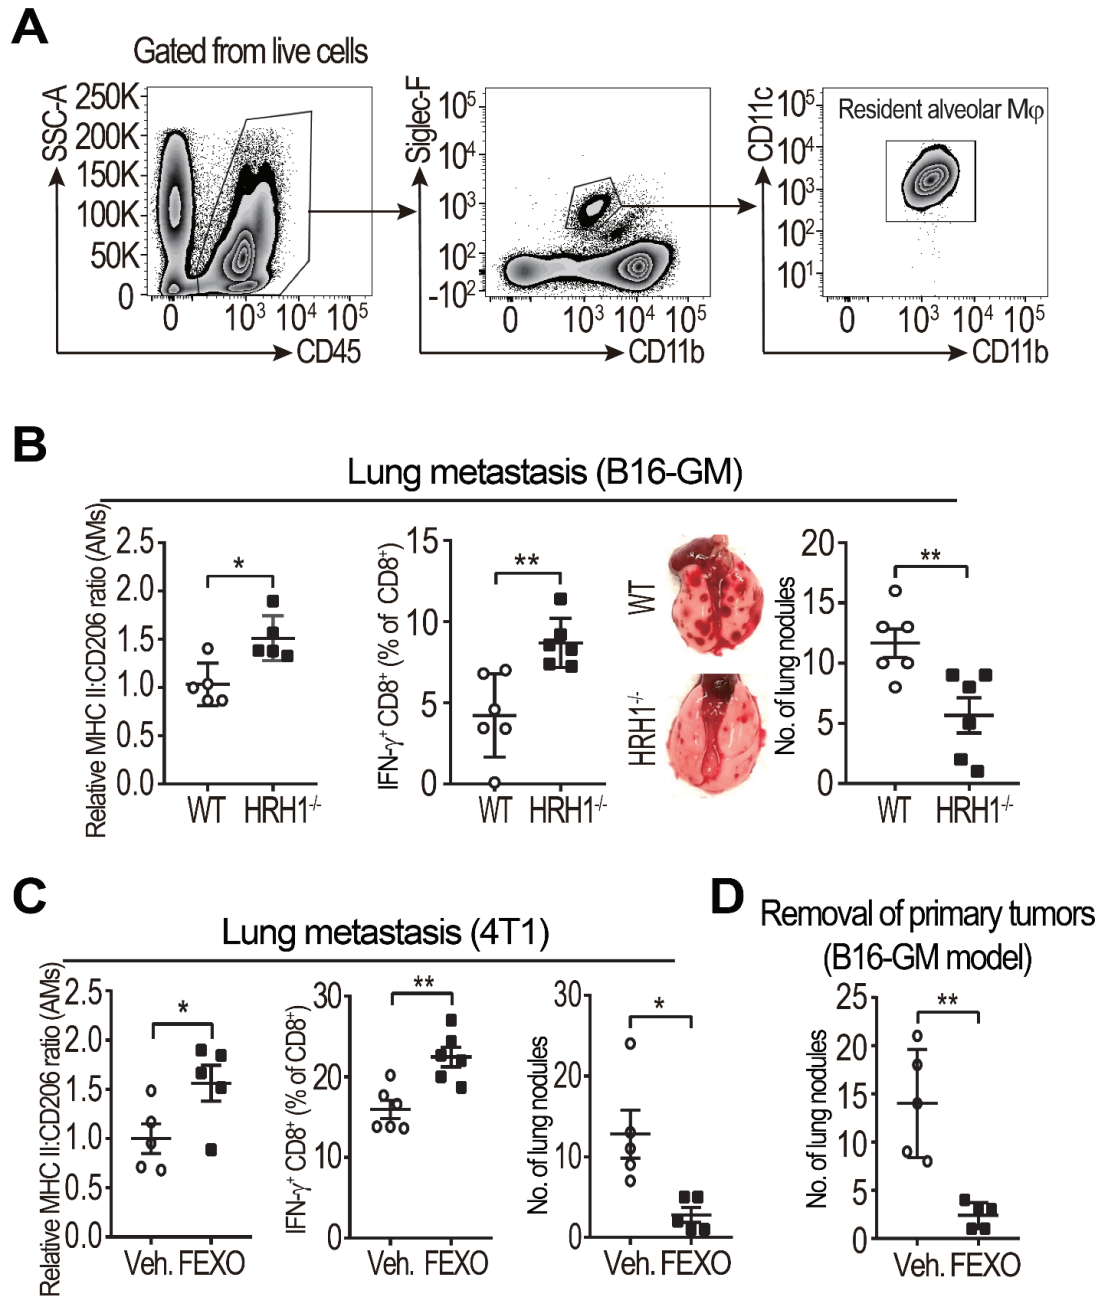 A
Gated from live cells
SSC-A
250K
200K
150K
100K
50K
0
0 10³ 10⁴ 10⁵
CD45
Siglec-F
10⁵
10⁴
10³
10²
-10²
0 10³ 10⁴ 10⁵
CD11b
CD11c
Resident alveolar Mφ
10⁵
10⁴
10³
10²
10¹
0 10³ 10⁴ 10⁵
CD11b
B
Lung metastasis (B16-GM)
Relative MHC II:CD206 ratio (AMs)
2.5
2.0
1.5
1.0
0.5
0.0
*
WT HRH1⁻/⁻
IFN-γ⁺ CD8⁺ (% of CD8⁺)
15
10
5
0
**
WT HRH1⁻/⁻
WT
HRH1⁻/⁻
No. of lung nodules
20
15
10
5
0
**
WT HRH1⁻/⁻
C
Lung metastasis (4T1)
Relative MHC II:CD206 ratio (AMs)
2.5
2.0
1.5
1.0
0.5
0.0
*
Veh. FEXO
IFN-γ⁺ CD8⁺ (% of CD8⁺)
30
20
10
0
**
Veh. FEXO
No. of lung nodules
30
20
10
0
*
Veh. FEXO
D
Removal of primary tumors
(B16-GM model)
No. of lung nodules
25
20
15
10
5
0
**
Veh. FEXO